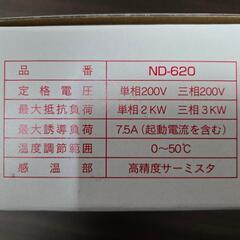 品番 ND-620
定格電圧 単相200V 三相200V
最大抵抗負荷 単相2KW 三相3KW
最大誘導負荷 7.5A(起動電流を含む)
温度調節範囲 0～50℃
感温部 高精度サーミスタ